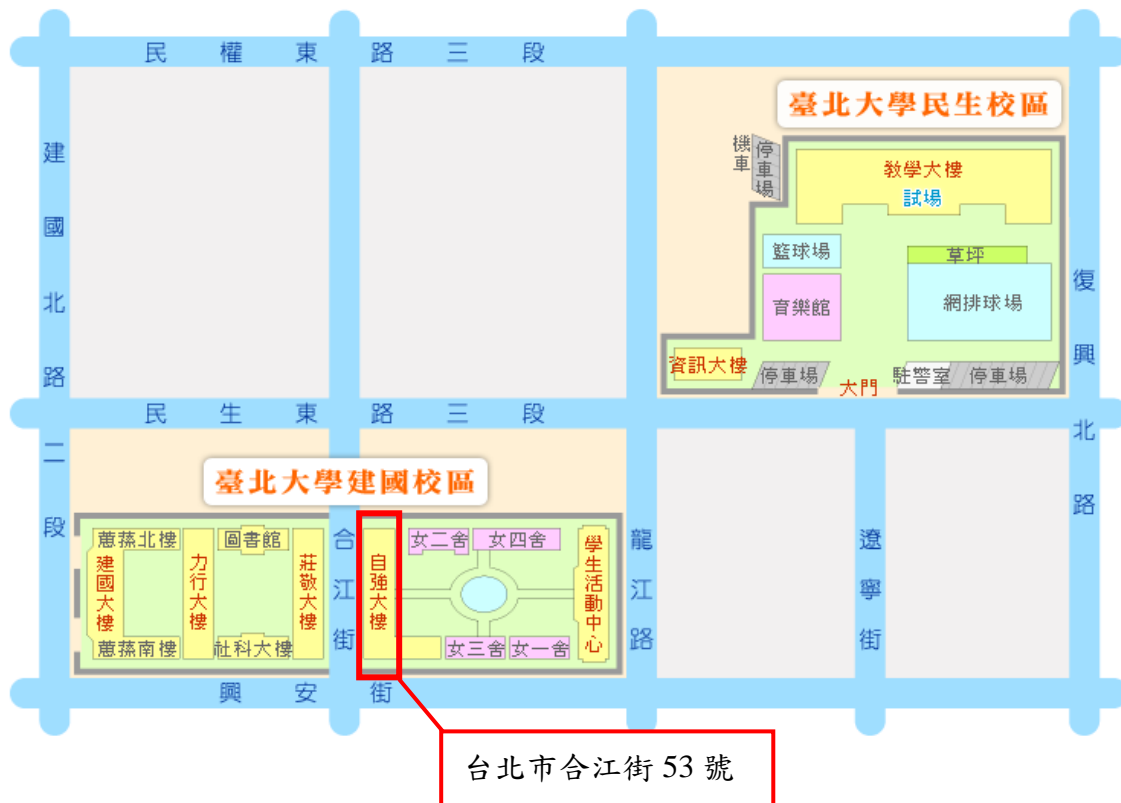 民權東路三段
臺北大學民生校區
建國北路二段
機車
停車場
教學大樓
試場
籃球場
草坪
育樂館
網排球場
復興北路
資訊大樓
停車場
大門
駐警室
停車場
民生東路三段
臺北大學建國校區
蕙蓀北樓
圖書館
建國大樓
力行大樓
莊敬大樓
蕙蓀南樓
社科大樓
合江街
自強大樓
女二舍
女四舍
學生活動中心
女三舍
女一舍
龍江路
遼寧街
興安街
台北市合江街 53 號